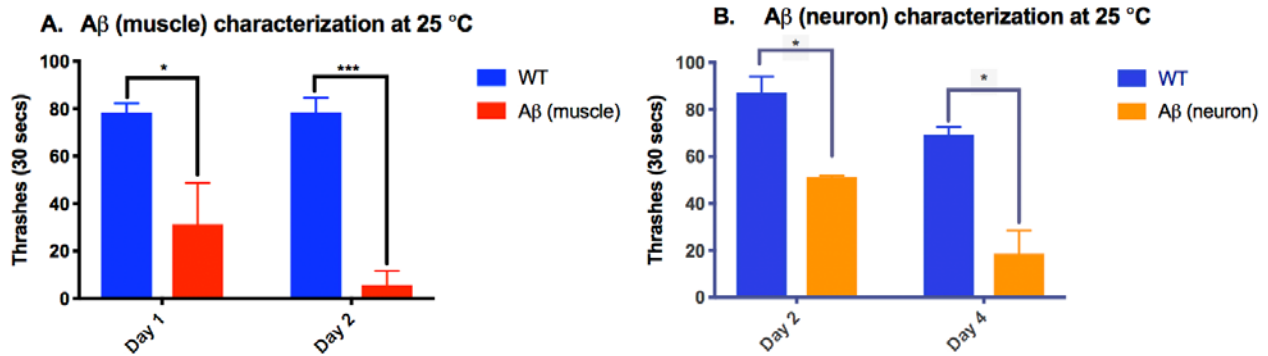 A. Aβ (muscle) characterization at 25 °C
Thrashes (30 secs)
100
80
60
40
20
0
*
***
Day 1
Day 2
WT
Aβ (muscle)
B. Aβ (neuron) characterization at 25 °C
Thrashes (30 secs)
100
80
60
40
20
0
*
*
Day 2
Day 4
WT
Aβ (neuron)